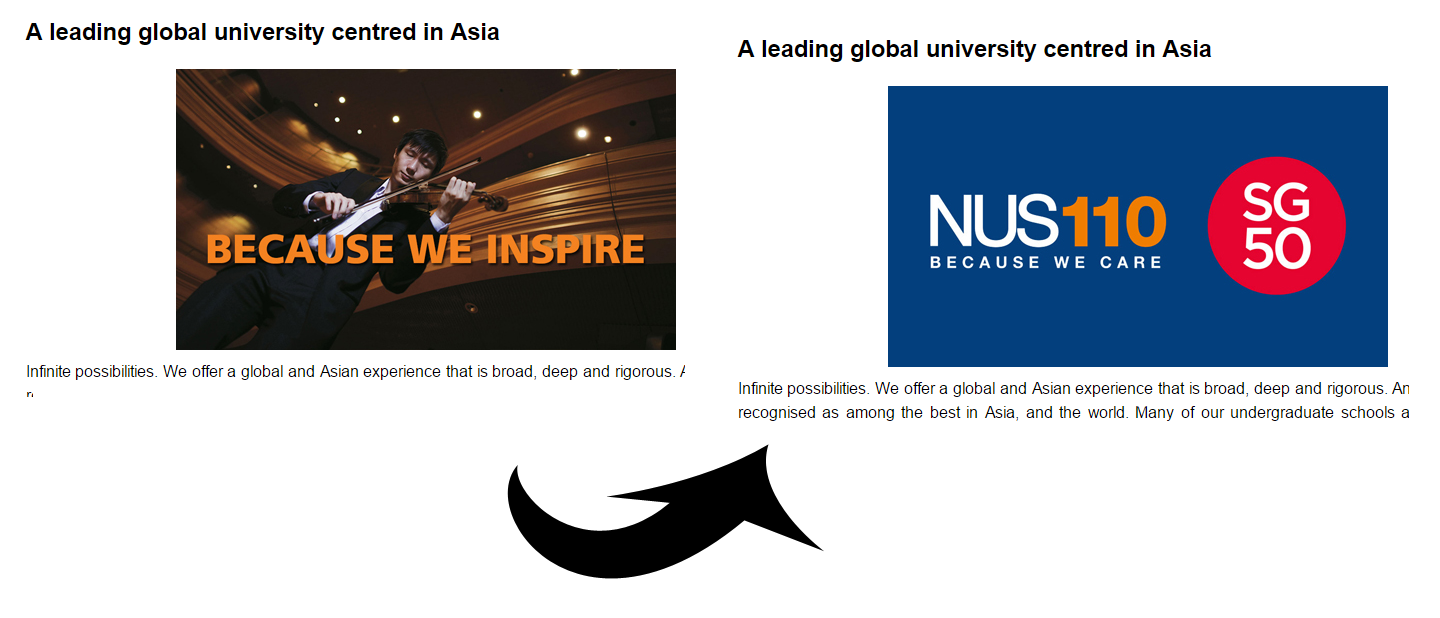 A leading global university centred in Asia
BECAUSE WE INSPIRE
Infinite possibilities. We offer a global and Asian experience that is broad, deep and rigorous.
A leading global university centred in Asia
NUS110
BECAUSE WE CARE
SG
50
Infinite possibilities. We offer a global and Asian experience that is broad, deep and rigorous. An
recognised as among the best in Asia, and the world. Many of our undergraduate schools a